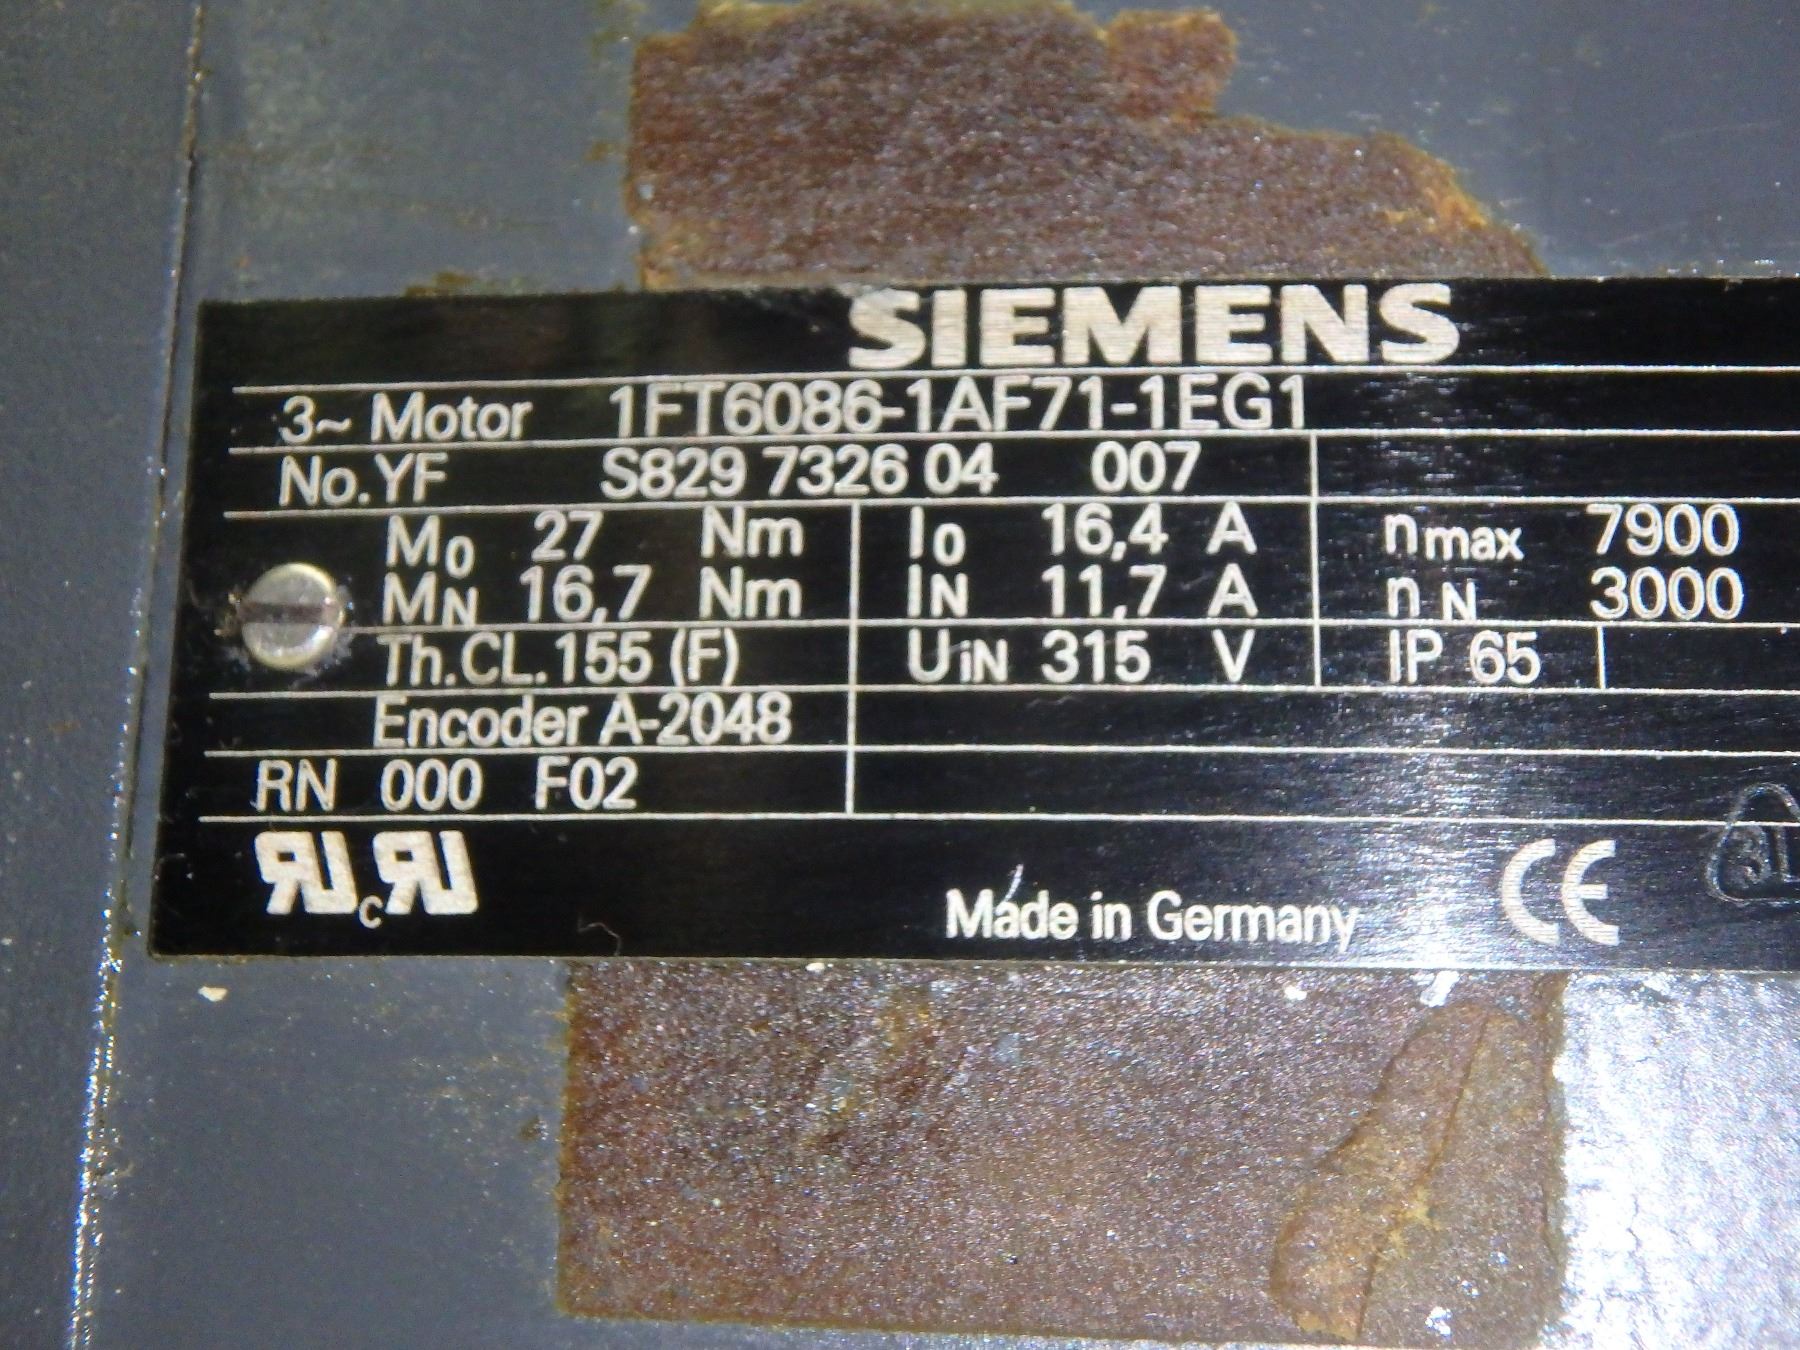 SIEMENS
3~ Motor 1FT6086-1AF71-1EG1
No.YF S829 7326 04 007
M0 27 Nm I0 16,4 A nmax 7900
MN 16,7 Nm IN 11,7 A nN 3000
Th.CL.155 (F) UiN 315 V IP 65
Encoder A-2048
RN 000 F02
RU cRU
Made in Germany CE